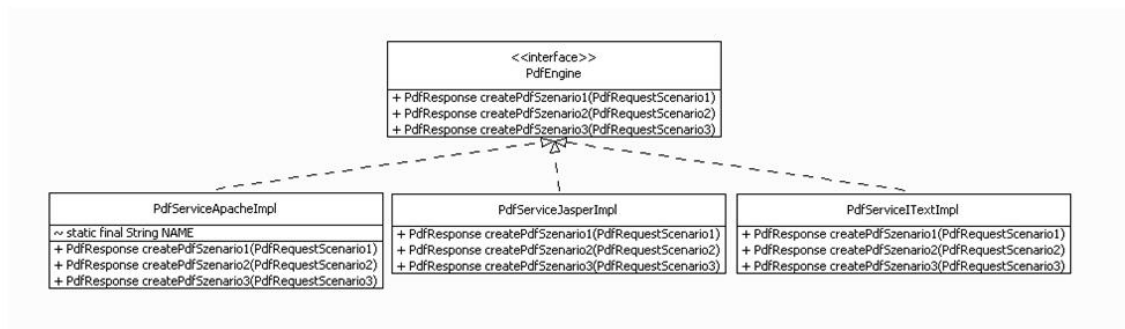 <<interface>>
PdfEngine
+ PdfResponse createPdfSzenario1(PdfRequestScenario1)
+ PdfResponse createPdfSzenario2(PdfRequestScenario2)
+ PdfResponse createPdfSzenario3(PdfRequestScenario3)
PdfServiceApacheImpl
~ static final String NAME
+ PdfResponse createPdfSzenario1(PdfRequestScenario1)
+ PdfResponse createPdfSzenario2(PdfRequestScenario2)
+ PdfResponse createPdfSzenario3(PdfRequestScenario3)
PdfServiceJasperImpl
+ PdfResponse createPdfSzenario1(PdfRequestScenario1)
+ PdfResponse createPdfSzenario2(PdfRequestScenario2)
+ PdfResponse createPdfSzenario3(PdfRequestScenario3)
PdfServiceITextImpl
+ PdfResponse createPdfSzenario1(PdfRequestScenario1)
+ PdfResponse createPdfSzenario2(PdfRequestScenario2)
+ PdfResponse createPdfSzenario3(PdfRequestScenario3)